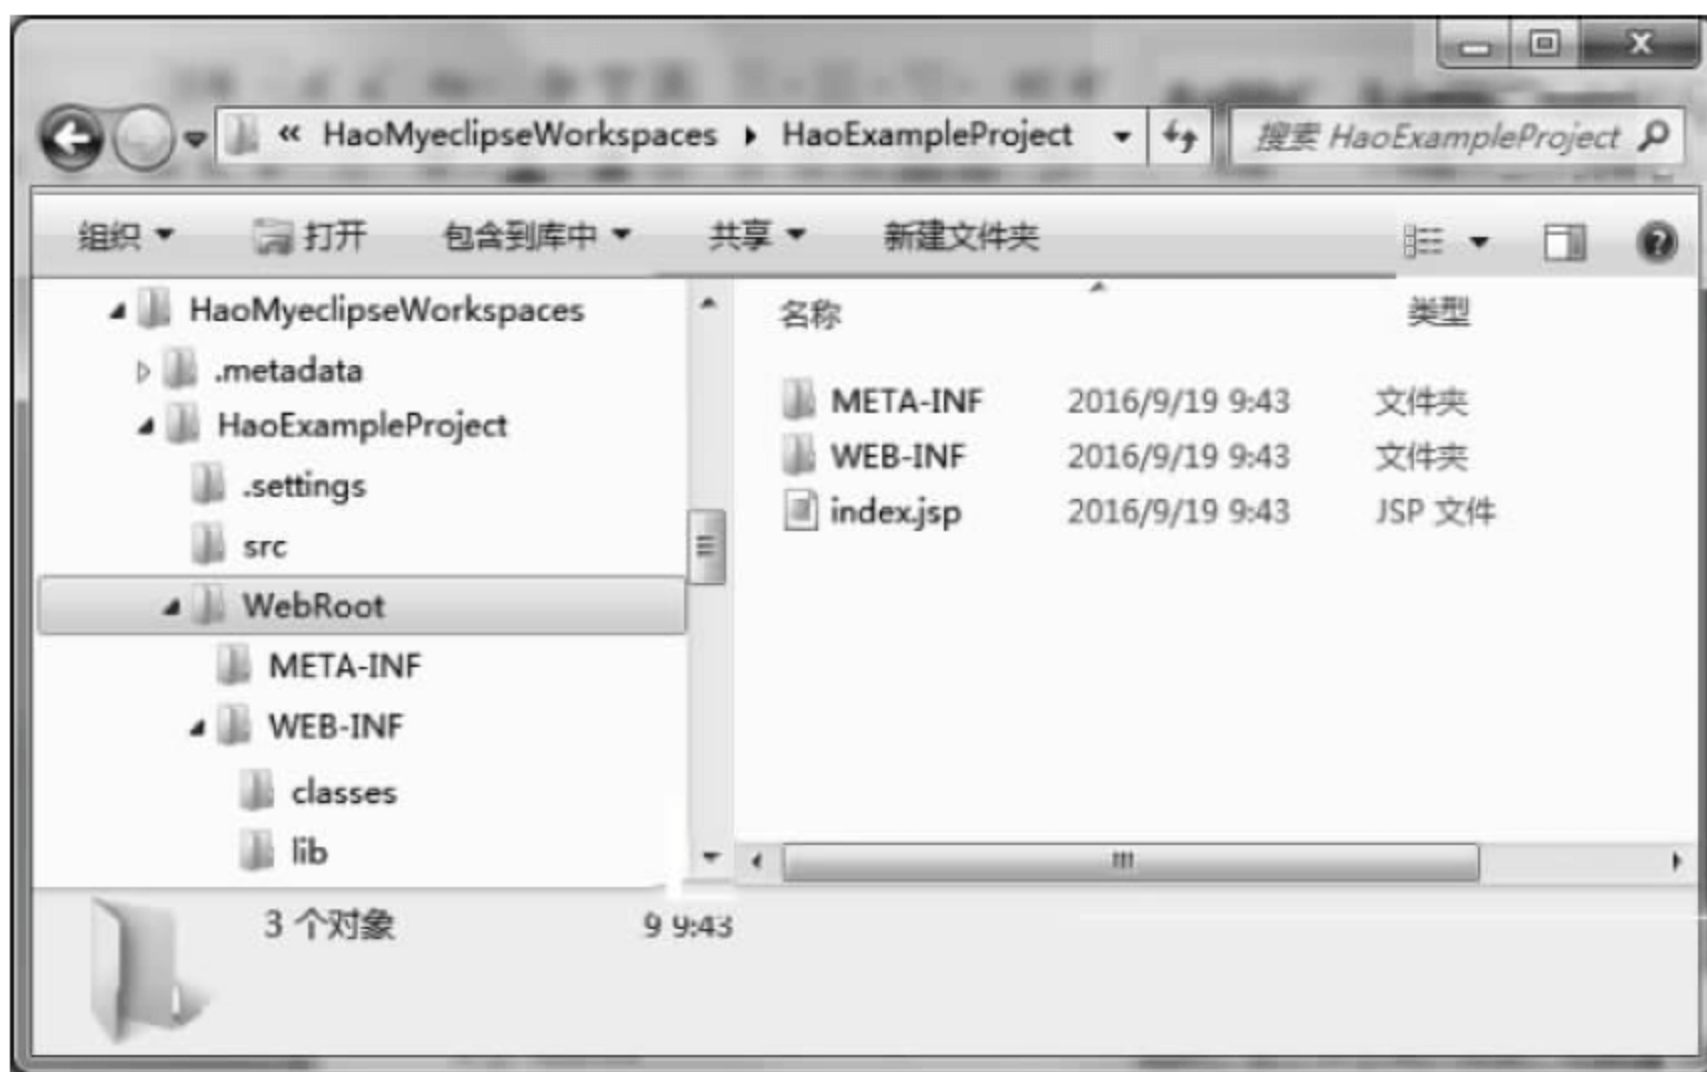 « HaoMyeclipseWorkspaces HaoExampleProject 搜索 HaoExampleProject
组织 打开 包含到库中 共享 新建文件夹
HaoMyeclipseWorkspaces
.metadata
HaoExampleProject
.settings
src
WebRoot
META-INF
WEB-INF
classes
lib
名称 类型
META-INF 2016/9/19 9:43 文件夹
WEB-INF 2016/9/19 9:43 文件夹
index.jsp 2016/9/19 9:43 JSP 文件
3 个对象 9 9:43